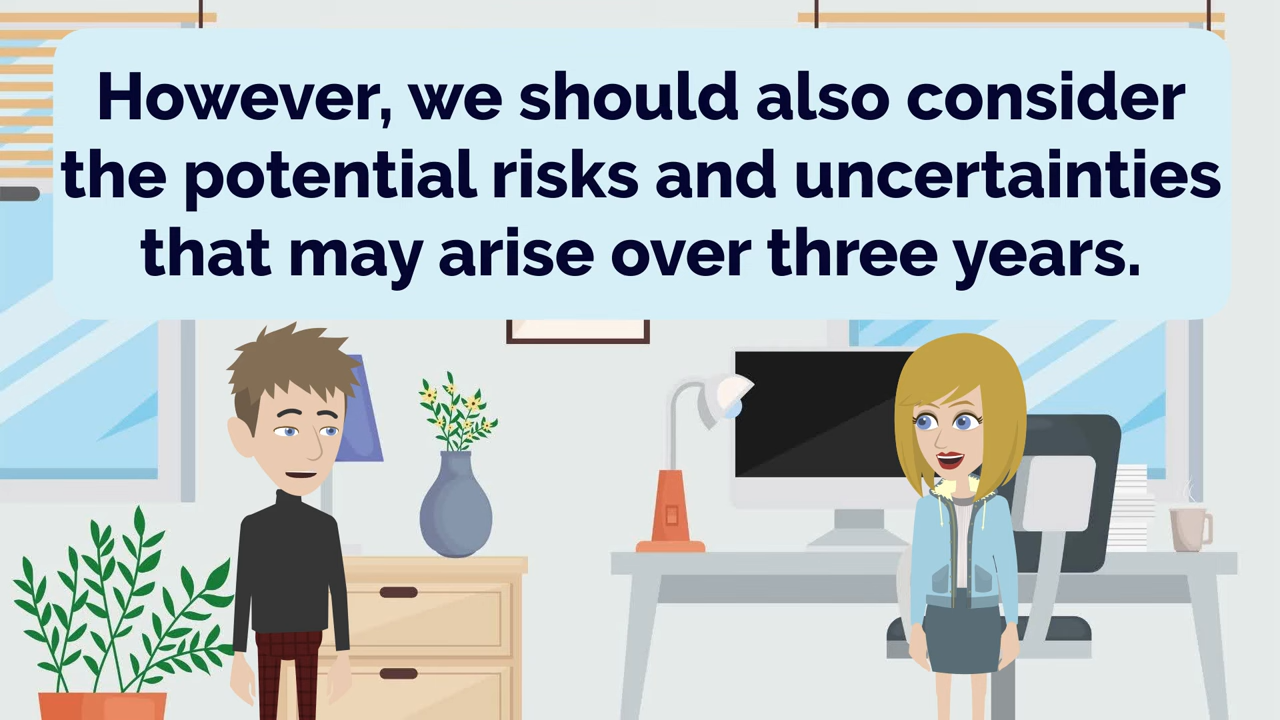 However, we should also consider
the potential risks and uncertainties
that may arise over three years.